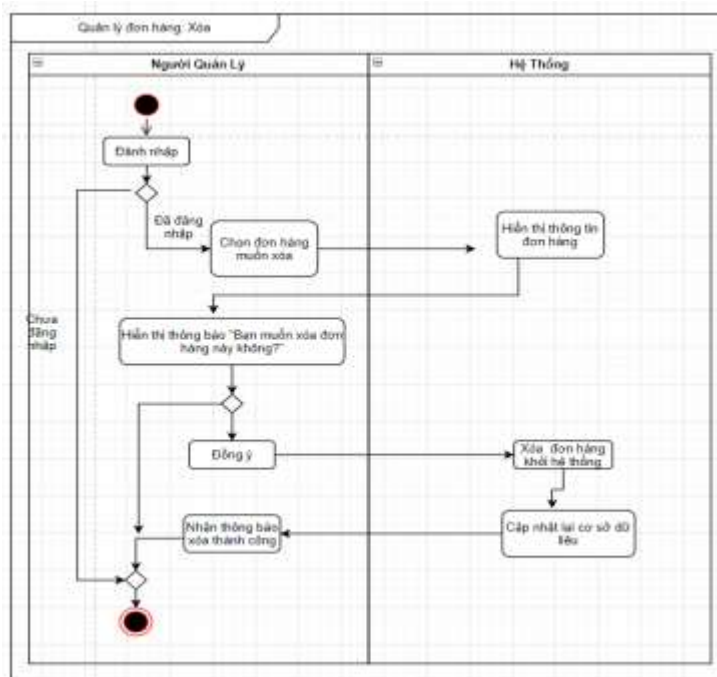 Quản lý đơn hàng: Xóa
Người Quản Lý
Hệ Thống
Đănh nhập
Đã đăng
nhập
Chọn đơn hàng
muốn xóa
Hiển thị thông tin
đơn hàng
Chưa
đăng
nhập
Hiển thị thông báo "Bạn muốn xóa đơn
hàng này không?"
Đồng ý
Xóa đơn hàng
khỏi hệ thống
Nhận thông báo
xóa thành công
Cập nhật lại cơ sở dữ
liệu